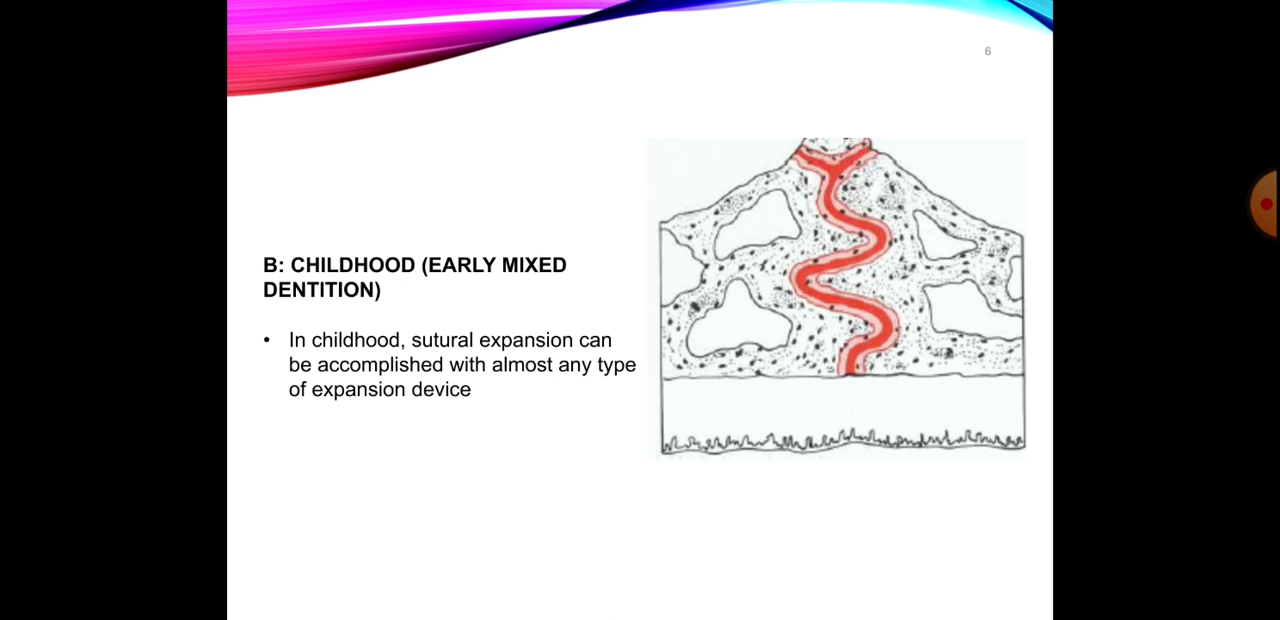 6
B: CHILDHOOD (EARLY MIXED
DENTITION)
• In childhood, sutural expansion can
be accomplished with almost any type
of expansion device